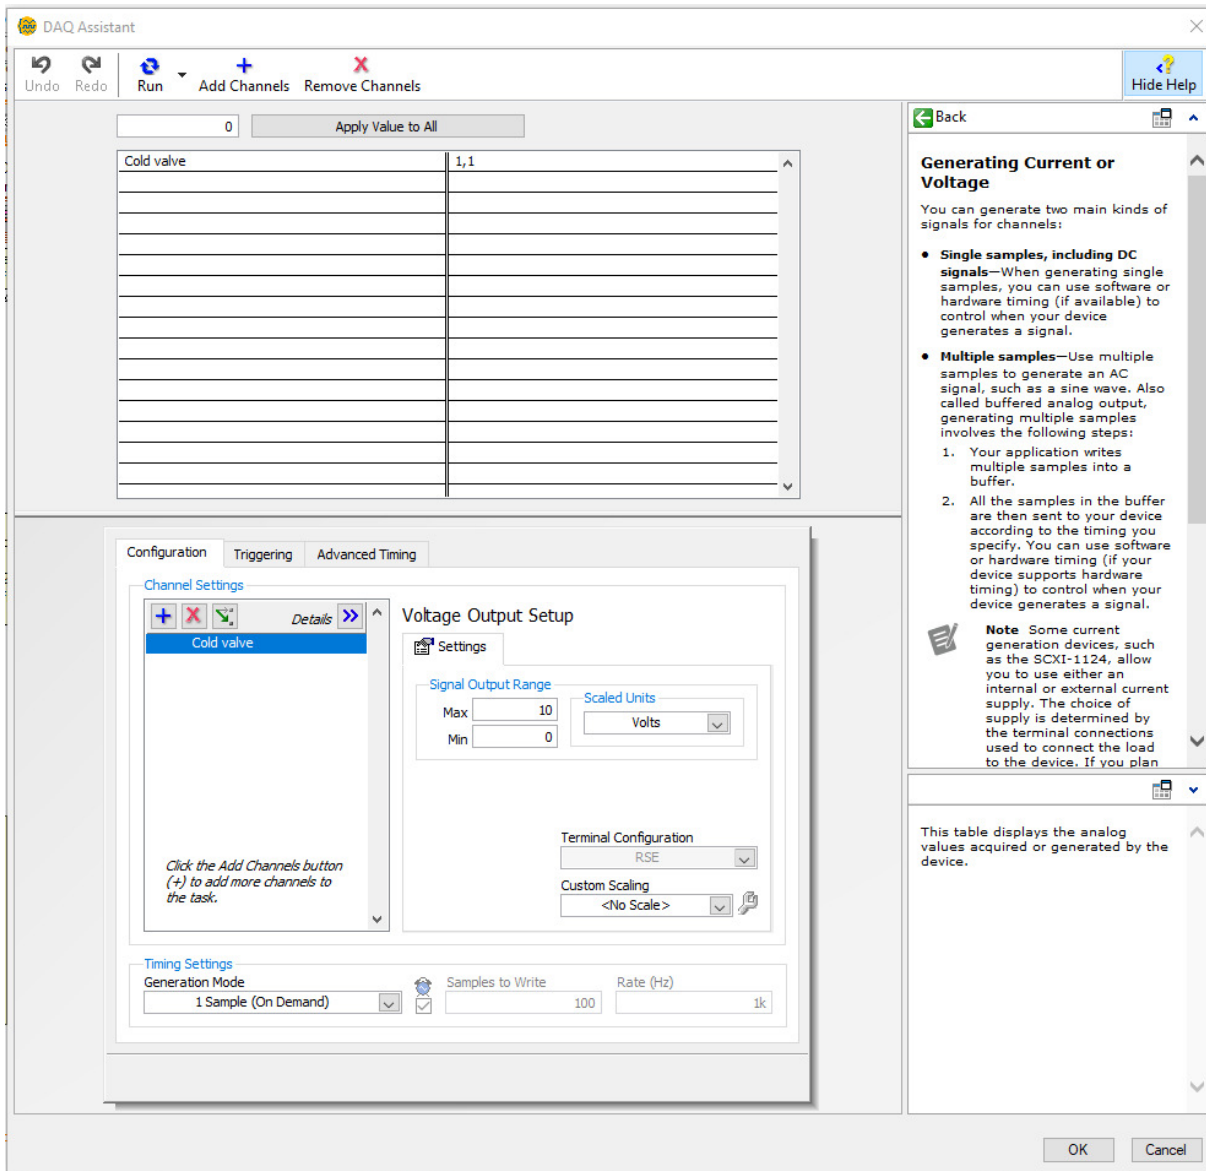 DAQ Assistant
Undo
Redo
Run
Add Channels
Remove Channels
Hide Help
0
Apply Value to All
Cold valve
1,1
Configuration
Triggering
Advanced Timing
Channel Settings
Details
Cold valve
Click the Add Channels button
(+) to add more channels to
the task.
Voltage Output Setup
Settings
Signal Output Range
Max
10
Min
0
Scaled Units
Volts
Terminal Configuration
RSE
Custom Scaling
<No Scale>
Timing Settings
Generation Mode
1 Sample (On Demand)
Samples to Write
100
Rate (Hz)
1k
Back
Generating Current or
Voltage
You can generate two main kinds of
signals for channels:
• Single samples, including DC
signals—When generating single
samples, you can use software or
hardware timing (if available) to
control when your device
generates a signal.
• Multiple samples—Use multiple
samples to generate an AC
signal, such as a sine wave. Also
called buffered analog output,
generating multiple samples
involves the following steps:
1. Your application writes
multiple samples into a
buffer.
2. All the samples in the buffer
are then sent to your device
according to the timing you
specify. You can use software
or hardware timing (if your
device supports hardware
timing) to control when your
device generates a signal.
Note Some current
generation devices, such
as the SCXI-1124, allow
you to use either an
internal or external current
supply. The choice of
supply is determined by
the terminal connections
used to connect the load
to the device. If you plan
This table displays the analog
values acquired or generated by the
device.
OK
Cancel